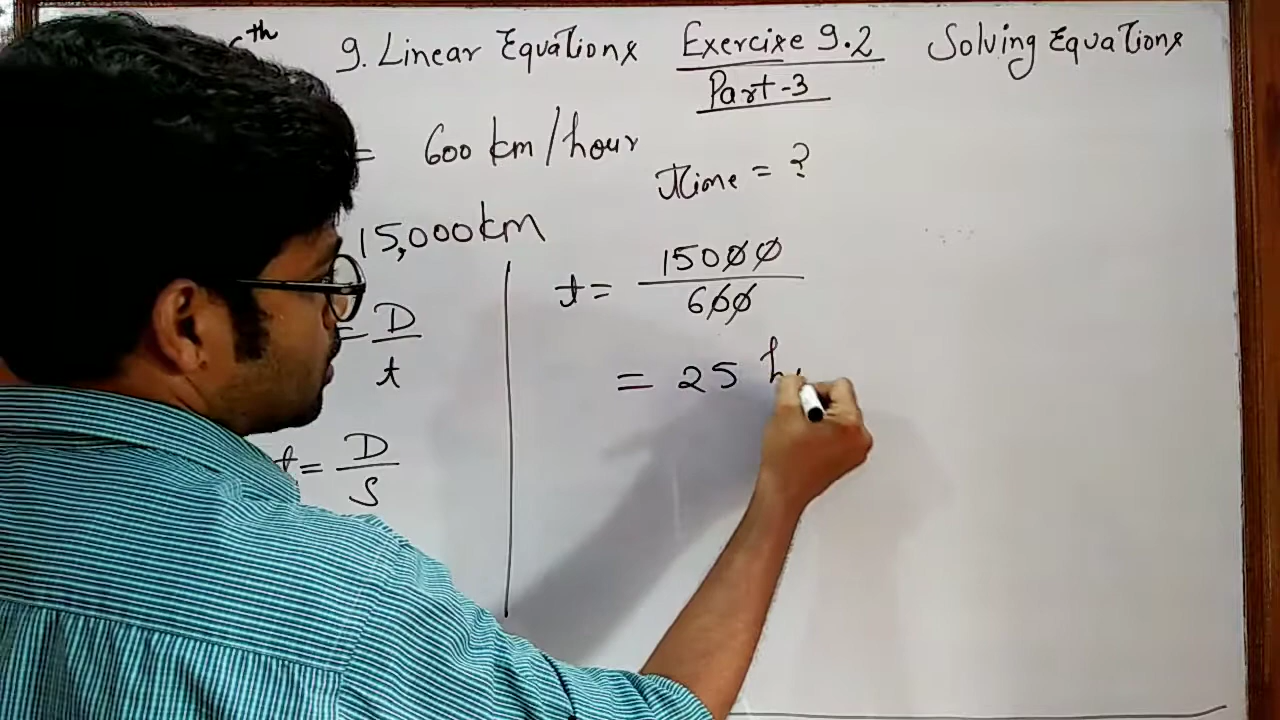 th 9. Linear Equations Exercise 9.2 Solving Equations
Part-3
= 600 km/hour Time = ?
15,000km
= D/t
t = D/S
t = 15000/600
= 25 h